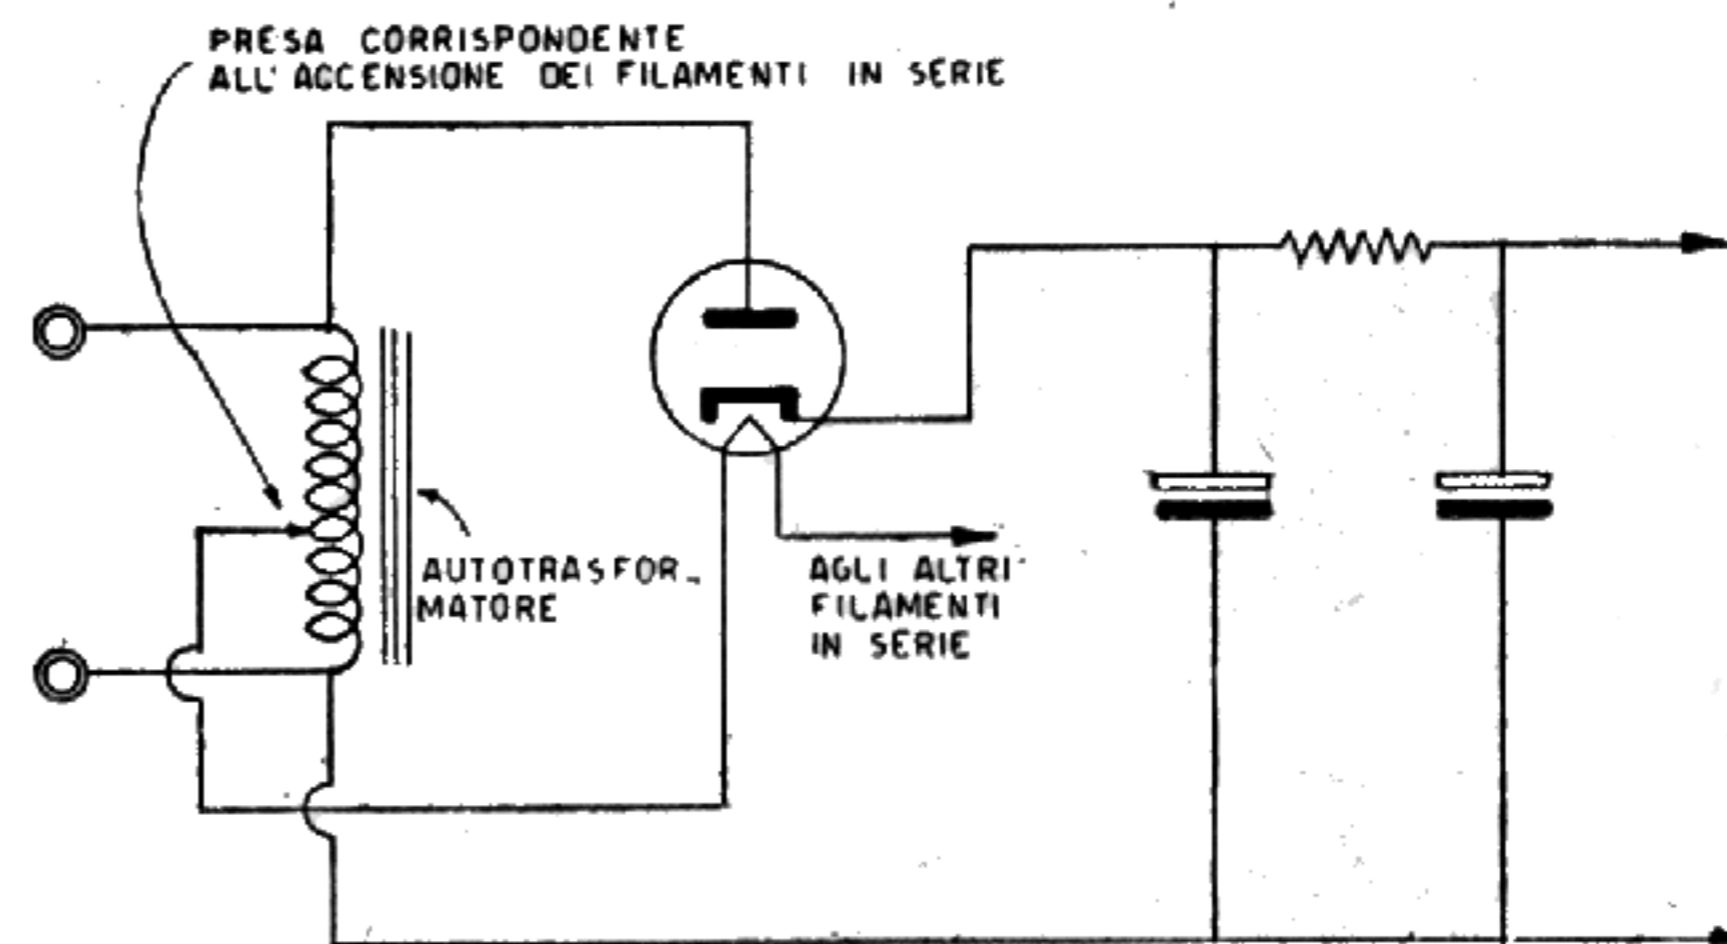 PRESA CORRISPONDENTE
ALL' ACCENSIONE DEI FILAMENTI IN SERIE
AUTOTRASFOR-
MATORE
AGLI ALTRI
FILAMENTI
IN SERIE